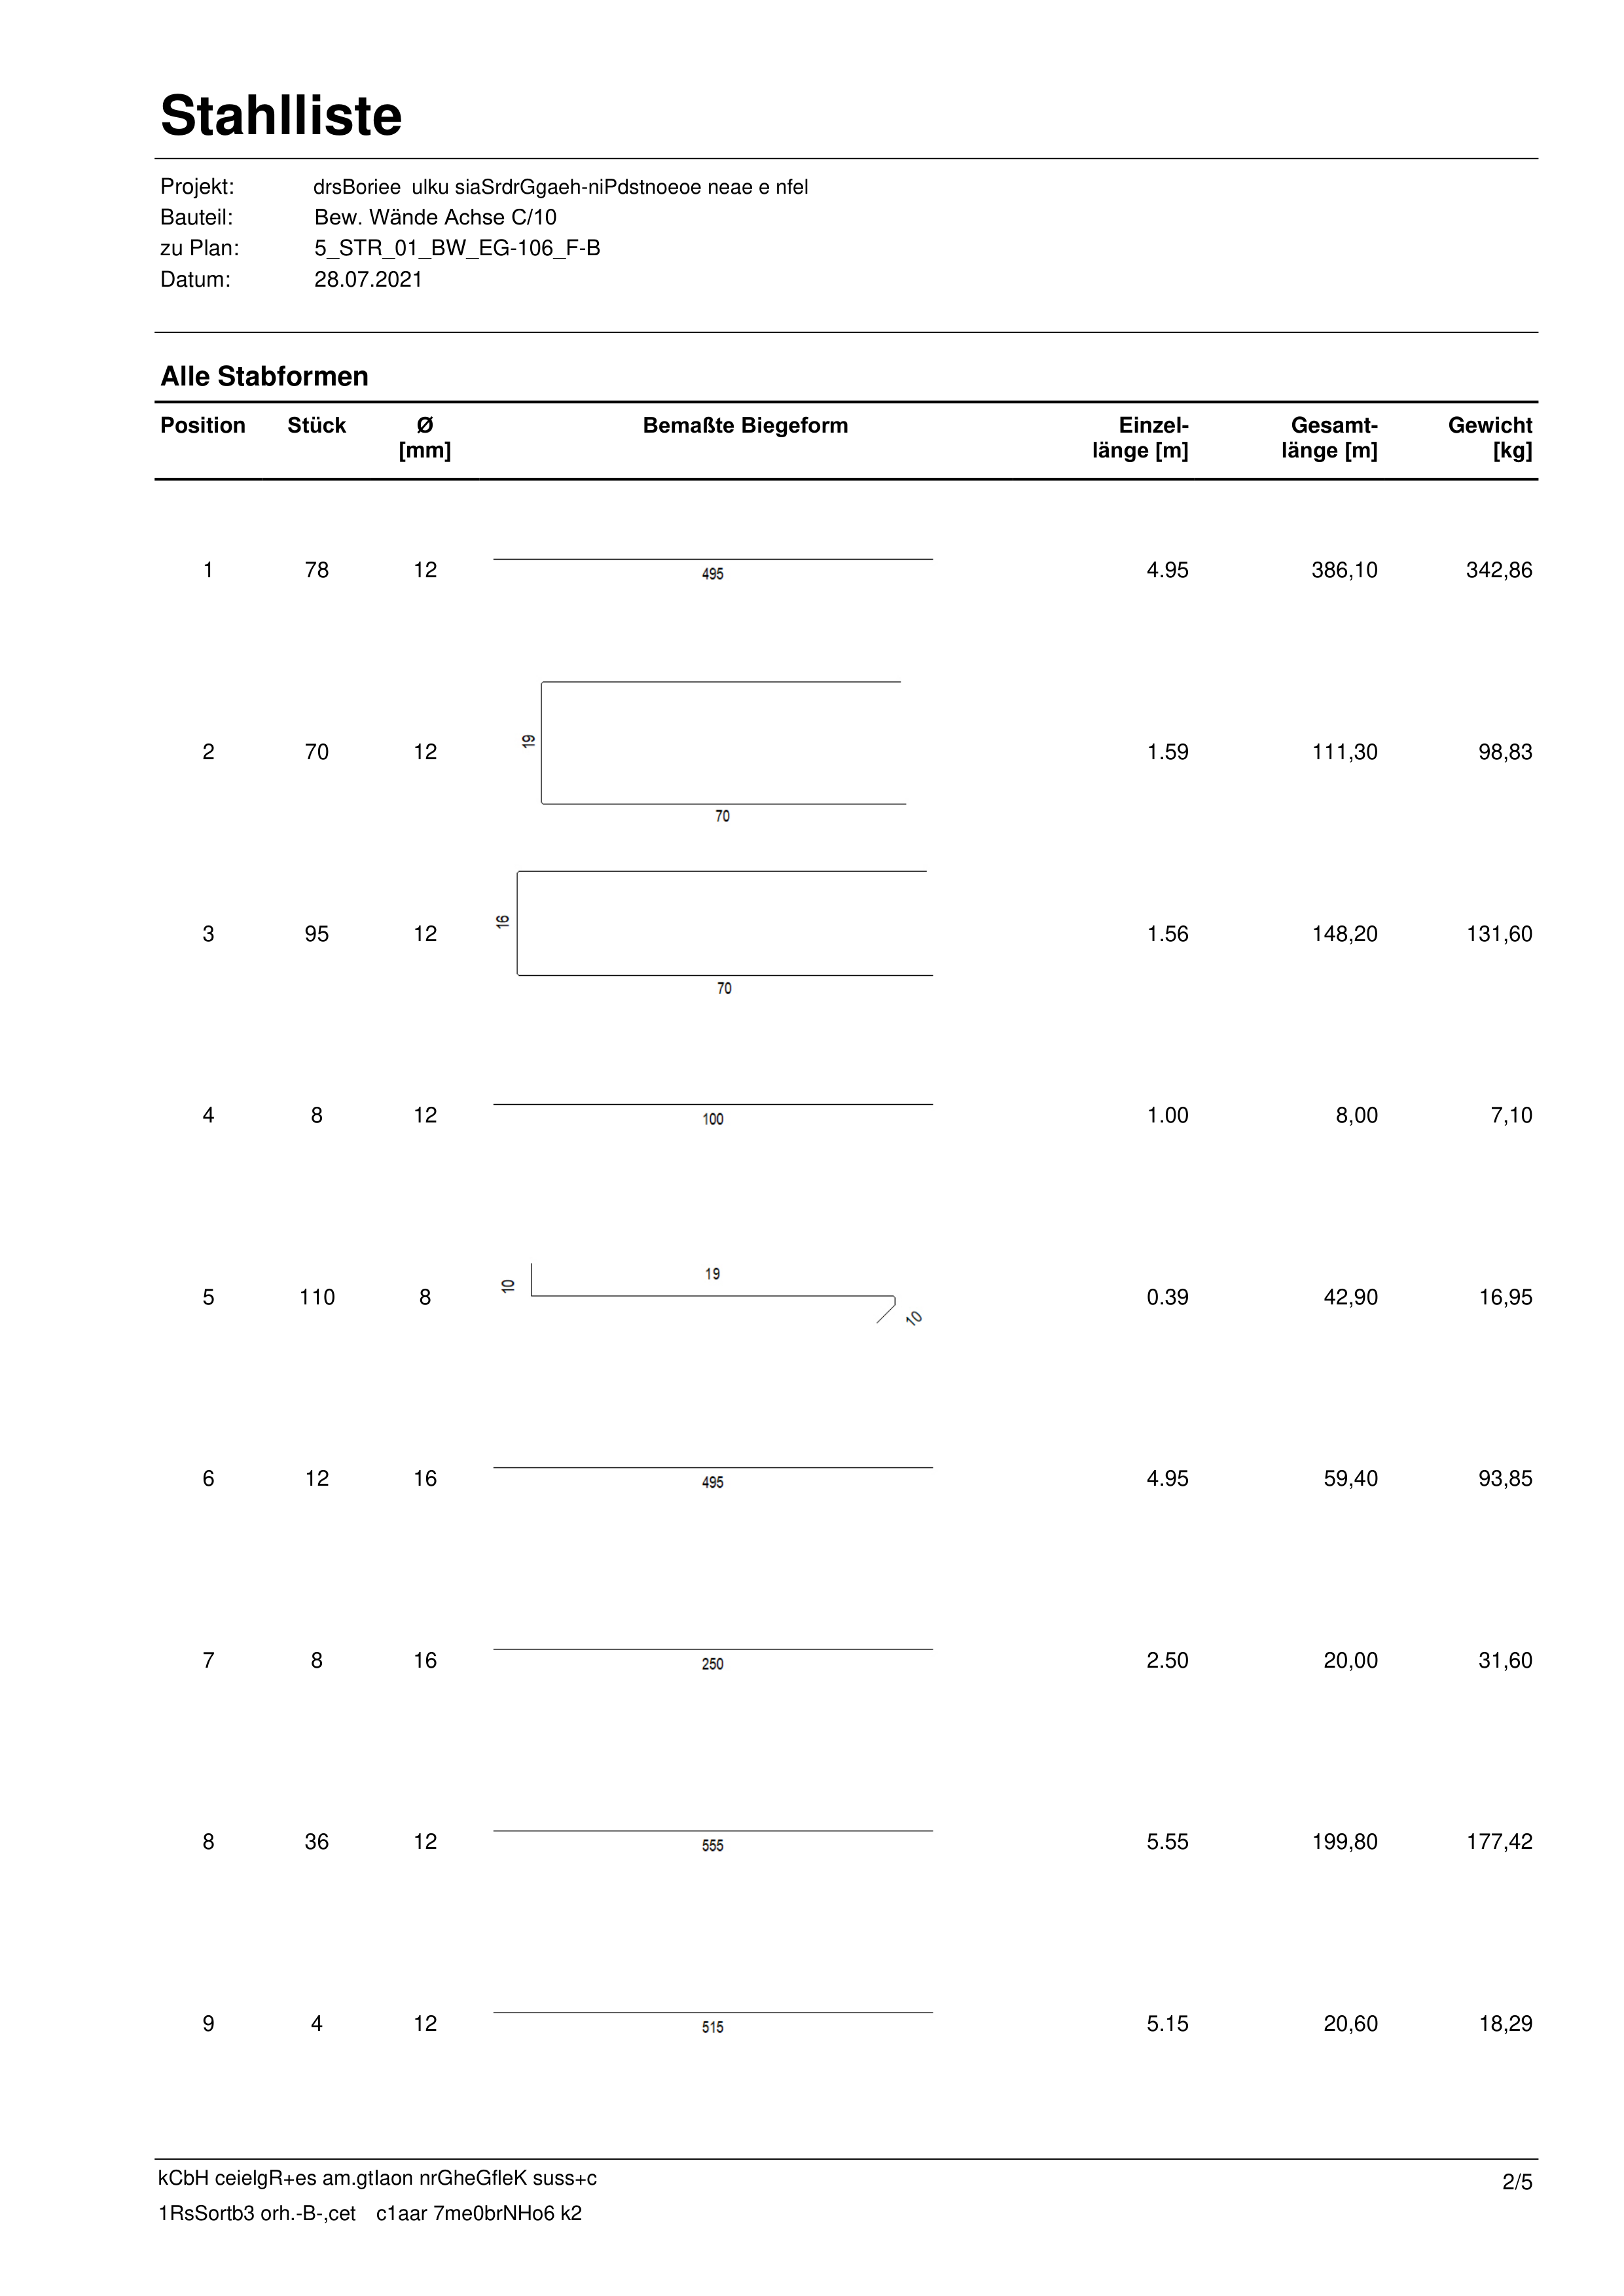 Stahlliste
Projekt: drsBoriee ulku siaSrdrGgaeh-niPdstnoeoe neae e nfel
Bauteil: Bew. Wände Achse C/10
zu Plan: 5_STR_01_BW_EG-106_F-B
Datum: 28.07.2021
Alle Stabformen
Position Stück Ø Bemaßte Biegeform Einzel- Gesamt- Gewicht
[mm] länge [m] länge [m] [kg]
1 78 12 4.95 386,10 342,86
495
19
2 70 12 1.59 111,30 98,83
70
16
3 95 12 1.56 148,20 131,60
70
4 8 12 1.00 8,00 7,10
100
19
10
5 110 8 0.39 42,90 16,95
10
6 12 16 4.95 59,40 93,85
495
7 8 16 2.50 20,00 31,60
250
8 36 12 5.55 199,80 177,42
555
9 4 12 5.15 20,60 18,29
515
kCbH ceielgR+es am.gtIaon nrGheGfleK suss+c 2/5
1RsSortb3 orh.-B-,cet c1aar 7me0brNHo6 k2